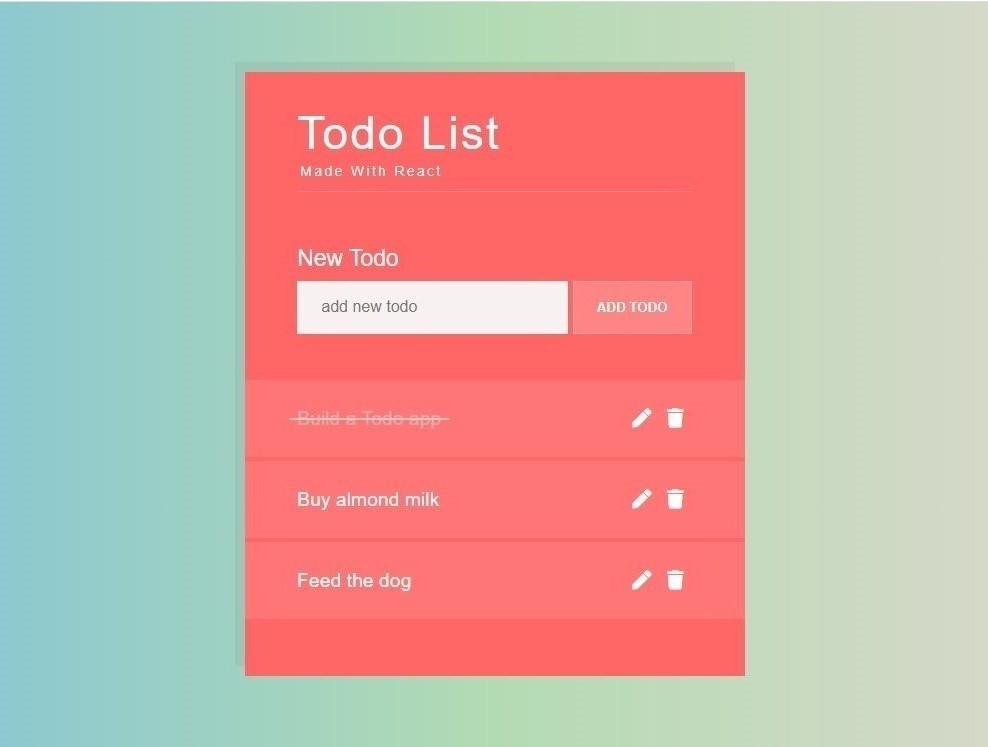 Todo List
Made With React
New Todo
add new todo
ADD TODO
Build a Todo app
Buy almond milk
Feed the dog